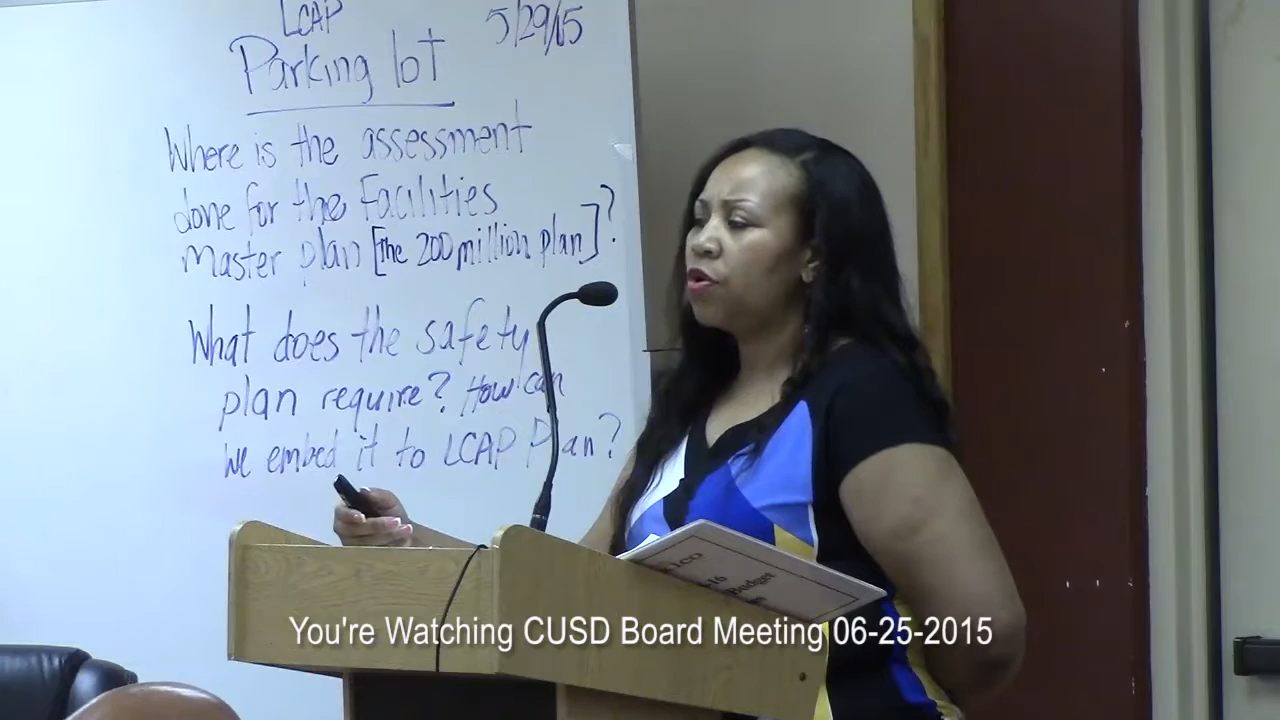 LCAP
Parking lot
5/29/15
Where is the assessment
done for the Facilities
Master plan [The 200 million plan]?
What does the safety
plan require? How can
we embed it to LCAP Plan?
Budget
You're Watching CUSD Board Meeting 06-25-2015